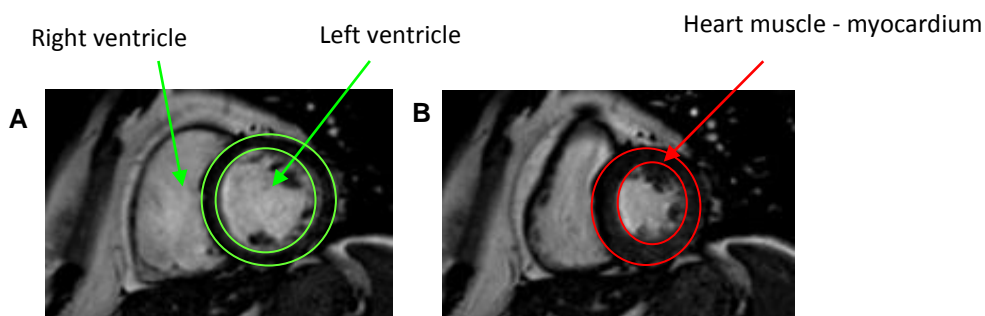 Right ventricle
Left ventricle
Heart muscle - myocardium
A
B